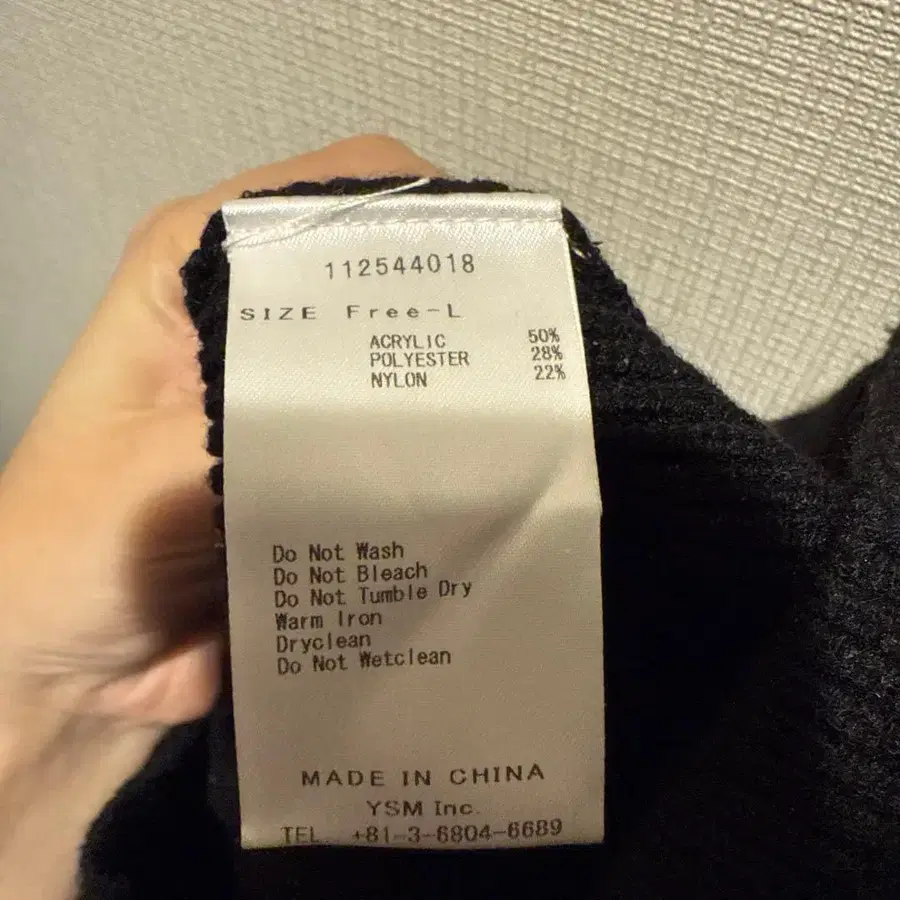 112544018
SIZE Free-L
ACRYLIC 50%
POLYESTER 28%
NYLON 22%
Do Not Wash
Do Not Bleach
Do Not Tumble Dry
Warm Iron
Dryclean
Do Not Wetclean
MADE IN CHINA
YSM Inc.
TEL. +81-3-6804-6689